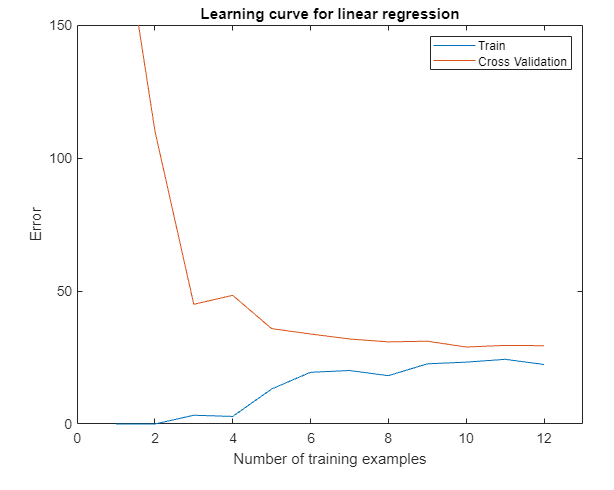 Learning curve for linear regression
150
Train
Cross Validation
100
Error
50
0
0 2 4 6 8 10 12
Number of training examples